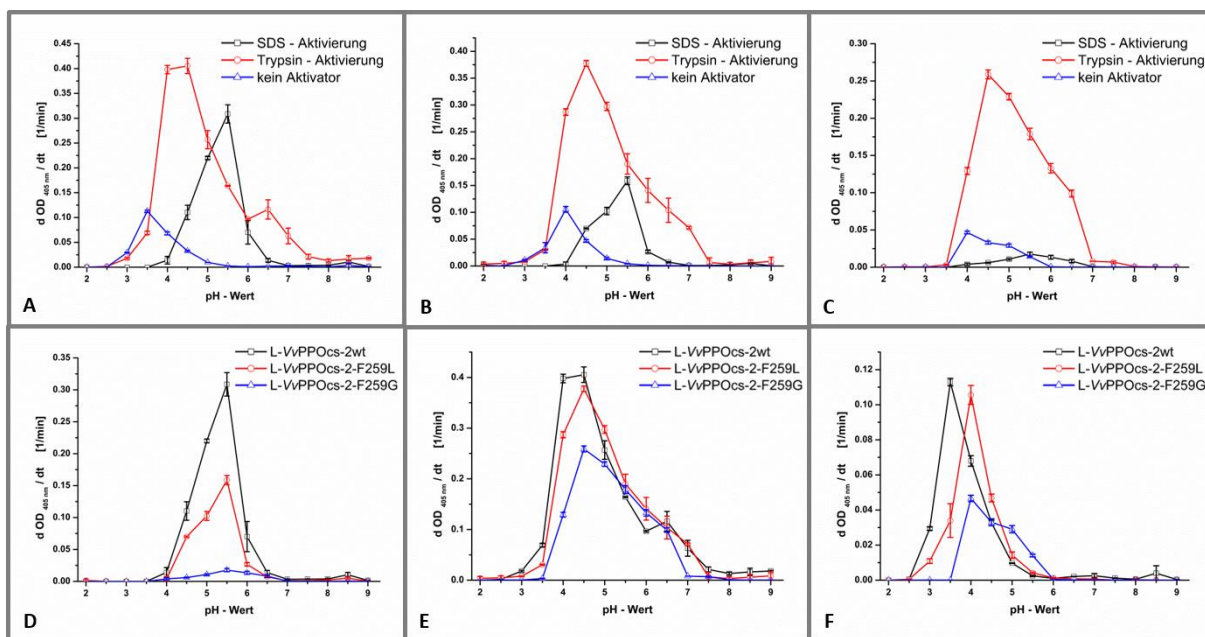 SDS - Aktivierung
Trypsin - Aktivierung
kein Aktivator
d OD 405 nm / dt [1/min]
0.45
0.40
0.35
0.30
0.25
0.20
0.15
0.10
0.05
0.00
2 3 4 5 6 7 8 9
pH - Wert
A
SDS - Aktivierung
Trypsin - Aktivierung
kein Aktivator
d OD 405 nm / dt [1/min]
0.40
0.35
0.30
0.25
0.20
0.15
0.10
0.05
0.00
2 3 4 5 6 7 8 9
pH - Wert
B
SDS - Aktivierung
Trypsin - Aktivierung
kein Aktivator
d OD 405 nm / dt [1/min]
0.30
0.25
0.20
0.15
0.10
0.05
0.00
2 3 4 5 6 7 8 9
pH - Wert
C
L-VvPPOcs-2wt
L-VvPPOcs-2-F259L
L-VvPPOcs-2-F259G
d OD 405 nm / dt [1/min]
0.35
0.30
0.25
0.20
0.15
0.10
0.05
0.00
2 3 4 5 6 7 8 9
pH - Wert
D
L-VvPPOcs-2wt
L-VvPPOcs-2-F259L
L-VvPPOcs-2-F259G
d OD 405 nm / dt [1/min]
0.4
0.3
0.2
0.1
0.0
2 3 4 5 6 7 8 9
pH - Wert
E
L-VvPPOcs-2wt
L-VvPPOcs-2-F259L
L-VvPPOcs-2-F259G
d OD 405 nm / dt [1/min]
0.12
0.10
0.08
0.06
0.04
0.02
0.00
2 3 4 5 6 7 8 9
pH - Wert
F